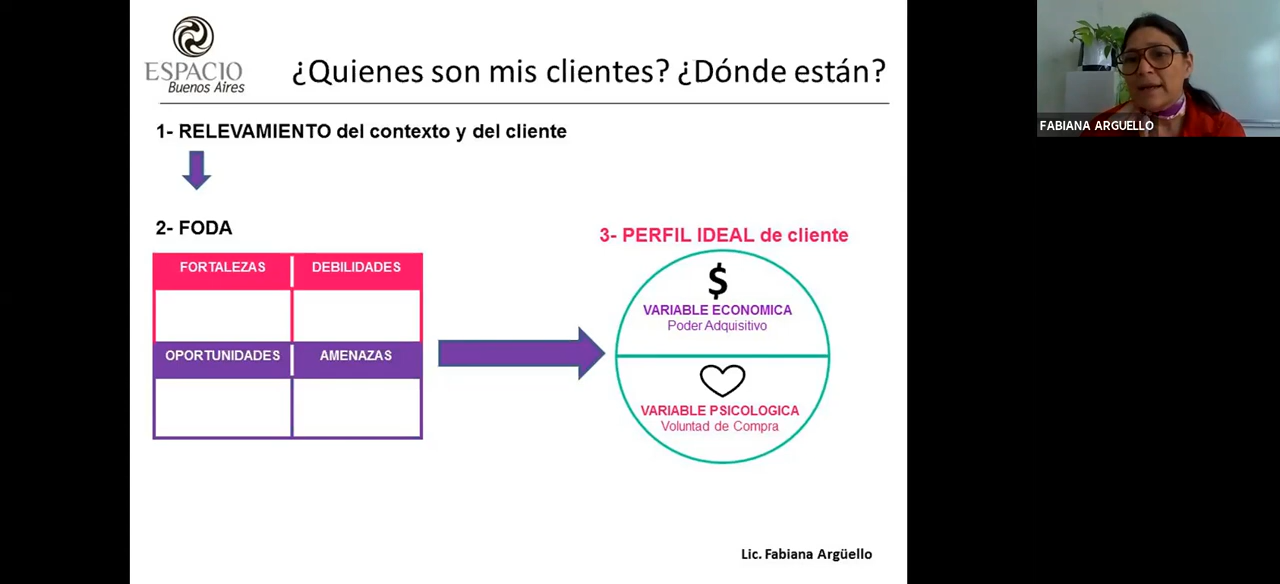 ESPACIO
Buenos Aires
¿Quienes son mis clientes? ¿Dónde están?
1- RELEVAMIENTO del contexto y del cliente
2- FODA
FORTALEZAS
DEBILIDADES
OPORTUNIDADES
AMENAZAS
3- PERFIL IDEAL de cliente
$
VARIABLE ECONOMICA
Poder Adquisitivo
VARIABLE PSICOLOGICA
Voluntad de Compra
Lic. Fabiana Argüello
FABIANA ARGUELLO